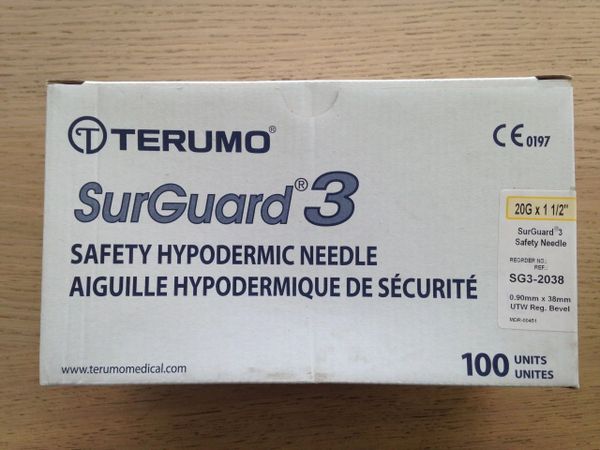 TERUMO®
CE 0197
SurGuard®3
SAFETY HYPODERMIC NEEDLE
AIGUILLE HYPODERMIQUE DE SÉCURITÉ
www.terumomedical.com
100 UNITS
UNITES
20G x 1 1/2"
SurGuard®3
Safety Needle
REORDER NO.:
REF.:
SG3-2038
0.90mm x 38mm
UTW Reg. Bevel